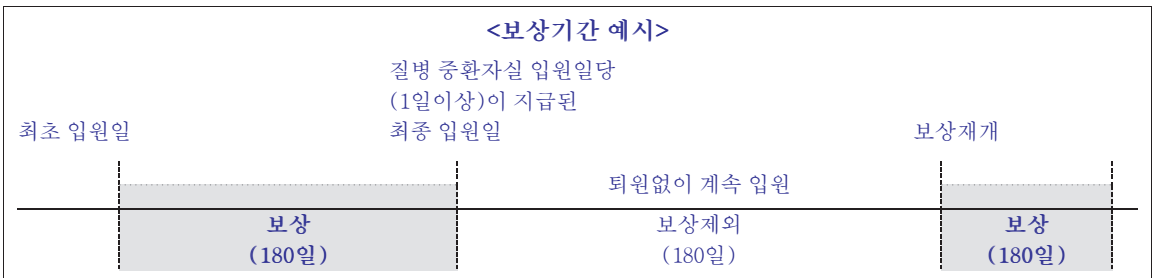 <보상기간 예시>
질병 중환자실 입원일당
(1일이상)이 지급된
최초 입원일 최종 입원일 보상재개
퇴원없이 계속 입원
보상 보상제외 보상
(180일) (180일) (180일)